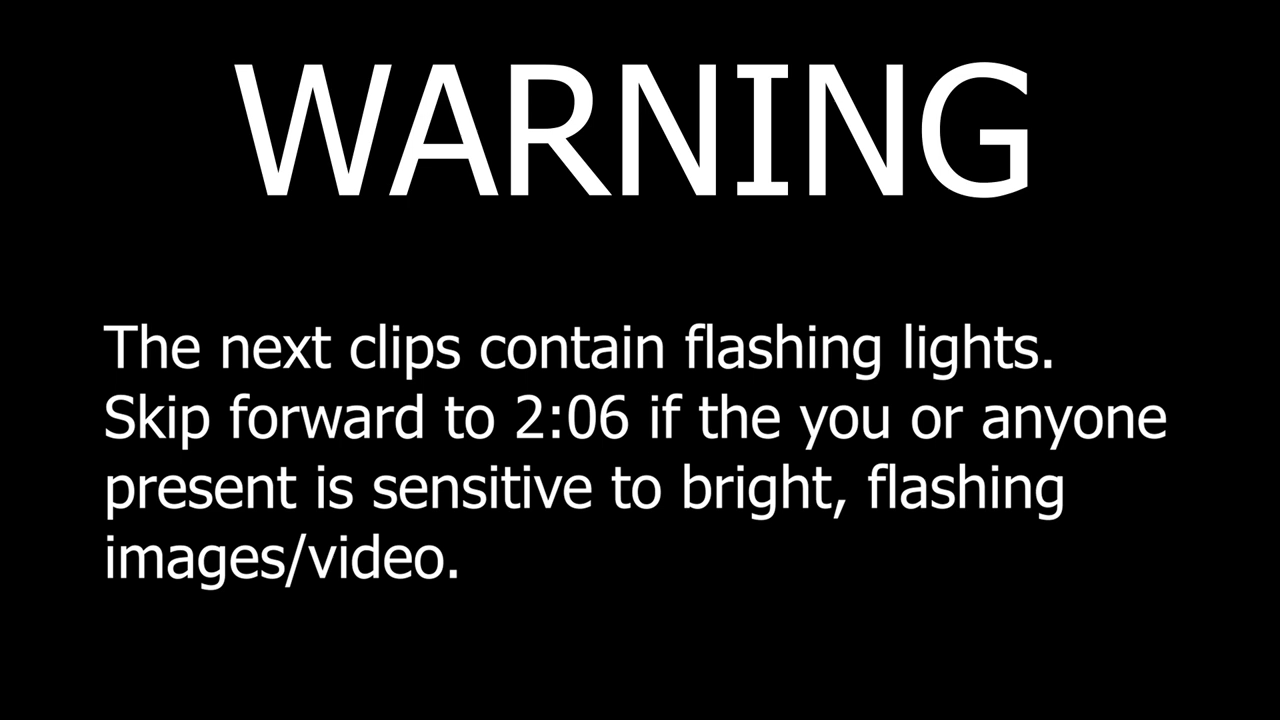 WARNING
The next clips contain flashing lights.
Skip forward to 2:06 if the you or anyone
present is sensitive to bright, flashing
images/video.